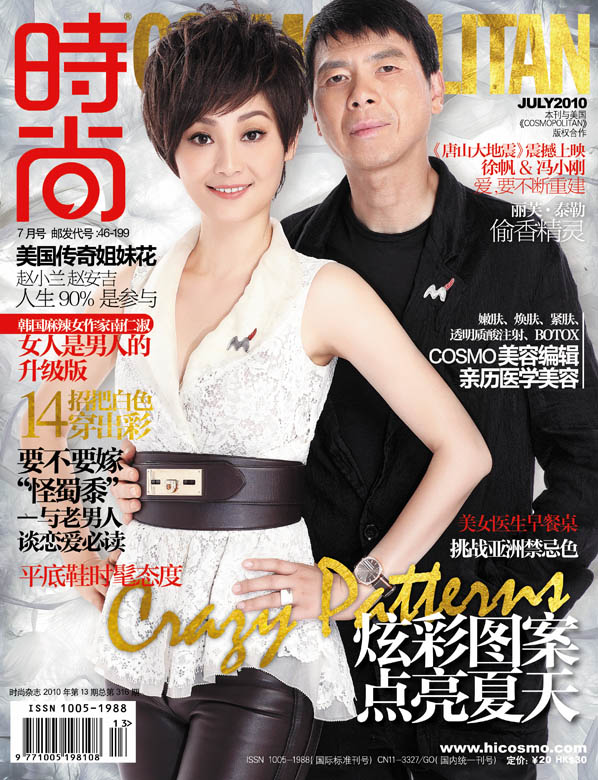 COSMOPOLITAN
時尚
®
7月号 邮发代号:46-199
美国传奇姐妹花
赵小兰 赵安吉
人生90%是参与
韩国麻辣女作家南仁淑
女人是男人的
升级版
14招把白色
穿出彩
要不要嫁
“怪蜀黍”
—与老男人
谈恋爱必读
平底鞋时髦态度
JULY2010
本刊与美国
《COSMOPOLITAN》
版权合作
《唐山大地震》震撼上映
徐帆 & 冯小刚
爱,要不断重建
丽芙·泰勒
偷香精灵
嫩肤、焕肤、紧肤、
透明质酸注射、BOTOX
COSMO美容编辑
亲历医学美容
美女医生早餐桌
挑战亚洲禁忌色
Crazy Patterns
炫彩图案
点亮夏天
时尚杂志 2010 年第 13 期总第 316 期
ISSN 1005-1988
13>
9 771005 198108
www.hicosmo.com
ISSN 1005-1988(国际标准刊号) CN11-3327/GO(国内统一刊号) 定价: ¥20 HK$30